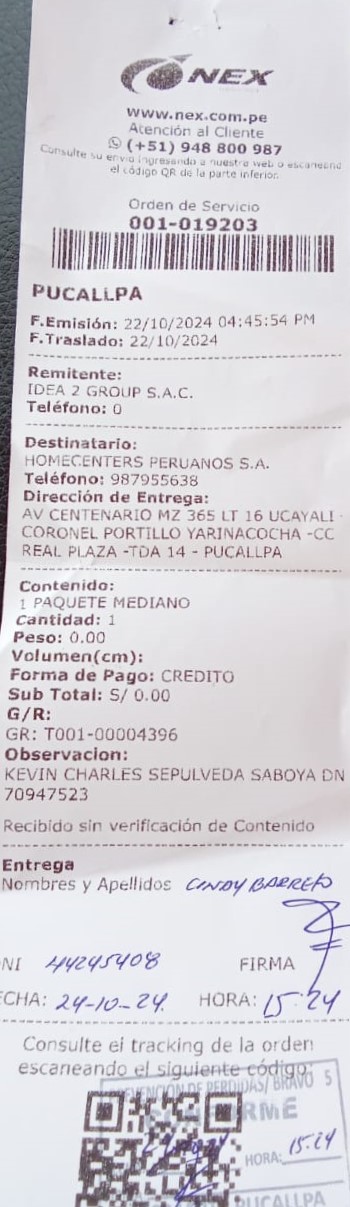 NEX
www.nex.com.pe
Atención al Cliente
(+51) 948 800 987
Consulte su envio ingresando a nuestra web o escaneand
el código QR de la parte inferior.
Orden de Servicio
001-019203
PUCALLPA
F.Emisión: 22/10/2024 04:45:54 PM
F.Traslado: 22/10/2024
Remitente:
IDEA 2 GROUP S.A.C.
Teléfono: 0
Destinatario:
HOMECENTERS PERUANOS S.A.
Teléfono: 987955638
Dirección de Entrega:
AV CENTENARIO MZ 365 LT 16 UCAYALI -
CORONEL PORTILLO YARINACOCHA -CC
REAL PLAZA -TDA 14 - PUCALLPA
Contenido:
1 PAQUETE MEDIANO
Cantidad: 1
Peso: 0.00
Volumen(cm):
Forma de Pago: CREDITO
Sub Total: S/ 0.00
G/R:
GR: T001-00004396
Observacion:
KEVIN CHARLES SEPULVEDA SABOYA DN
70947523
Recibido sin verificación de Contenido
Entrega
Nombres y Apellidos CINDY BARRETO
NI 44245408 FIRMA
ECHA: 24-10-24. HORA: 15:24
Consulte el tracking de la orden
escaneando el siguiente código:
PREVENCIÓN DE PERDIDAS/ BRAVO 5
CONFORME
HORA: 15:24
PUCALLPA